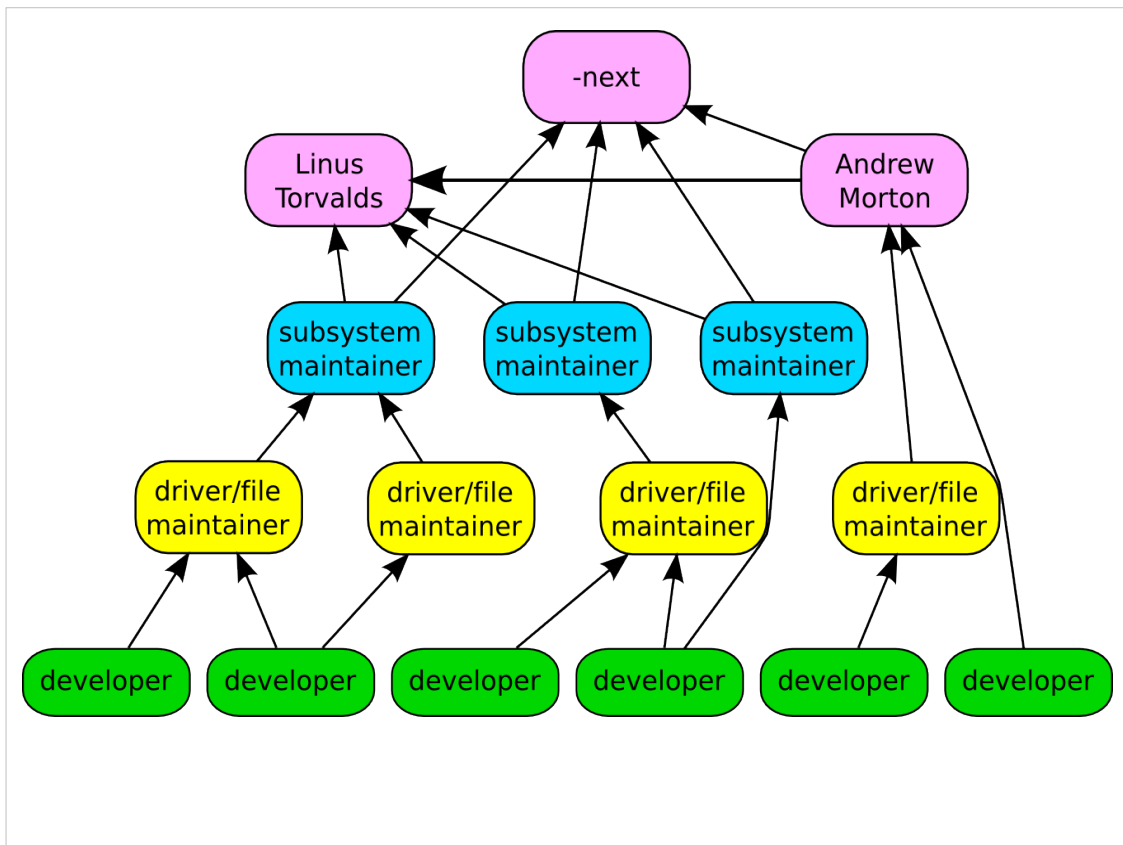 -next
Linus
Torvalds
Andrew
Morton
subsystem
maintainer
subsystem
maintainer
subsystem
maintainer
driver/file
maintainer
driver/file
maintainer
driver/file
maintainer
driver/file
maintainer
developer
developer
developer
developer
developer
developer